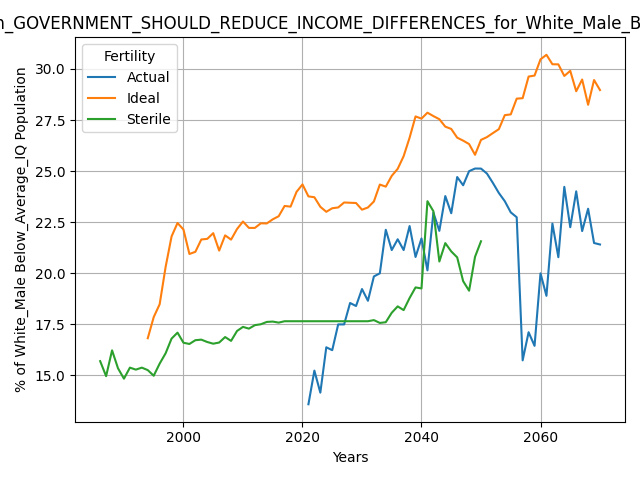 n_GOVERNMENT_SHOULD_REDUCE_INCOME_DIFFERENCES_for_White_Male_B
Fertility
Actual
Ideal
Sterile
% of White_Male Below_Average_IQ Population
30.0
27.5
25.0
22.5
20.0
17.5
15.0
2000
2020
2040
2060
Years